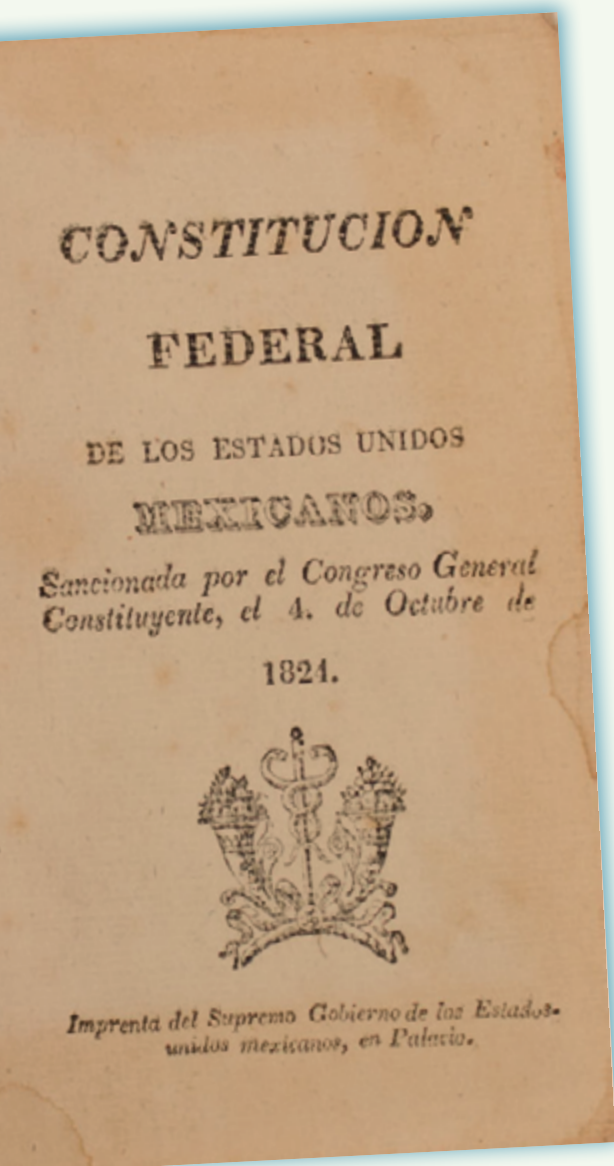 CONSTITUCION
FEDERAL
DE LOS ESTADOS UNIDOS
MEXICANOS.
Sancionada por el Congreso General
Constituyente, el 4. de Octubre de
1824.
Imprenta del Supremo Gobierno de los Estados-
unidos mexicanos, en Palacio.